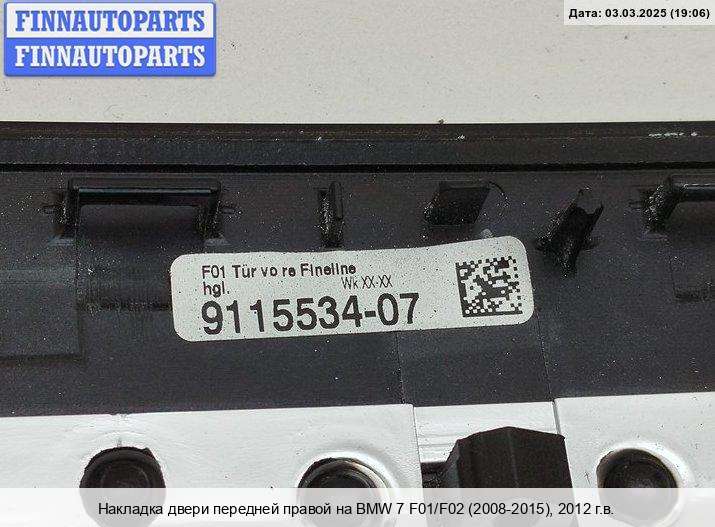 FINNAUTOPARTS
FINNAUTOPARTS
Дата: 03.03.2025 (19:06)
F01 Tür vo re Fineline
hgl. Wk XX-XX
9115534-07
Накладка двери передней правой на BMW 7 F01/F02 (2008-2015), 2012 г.в.